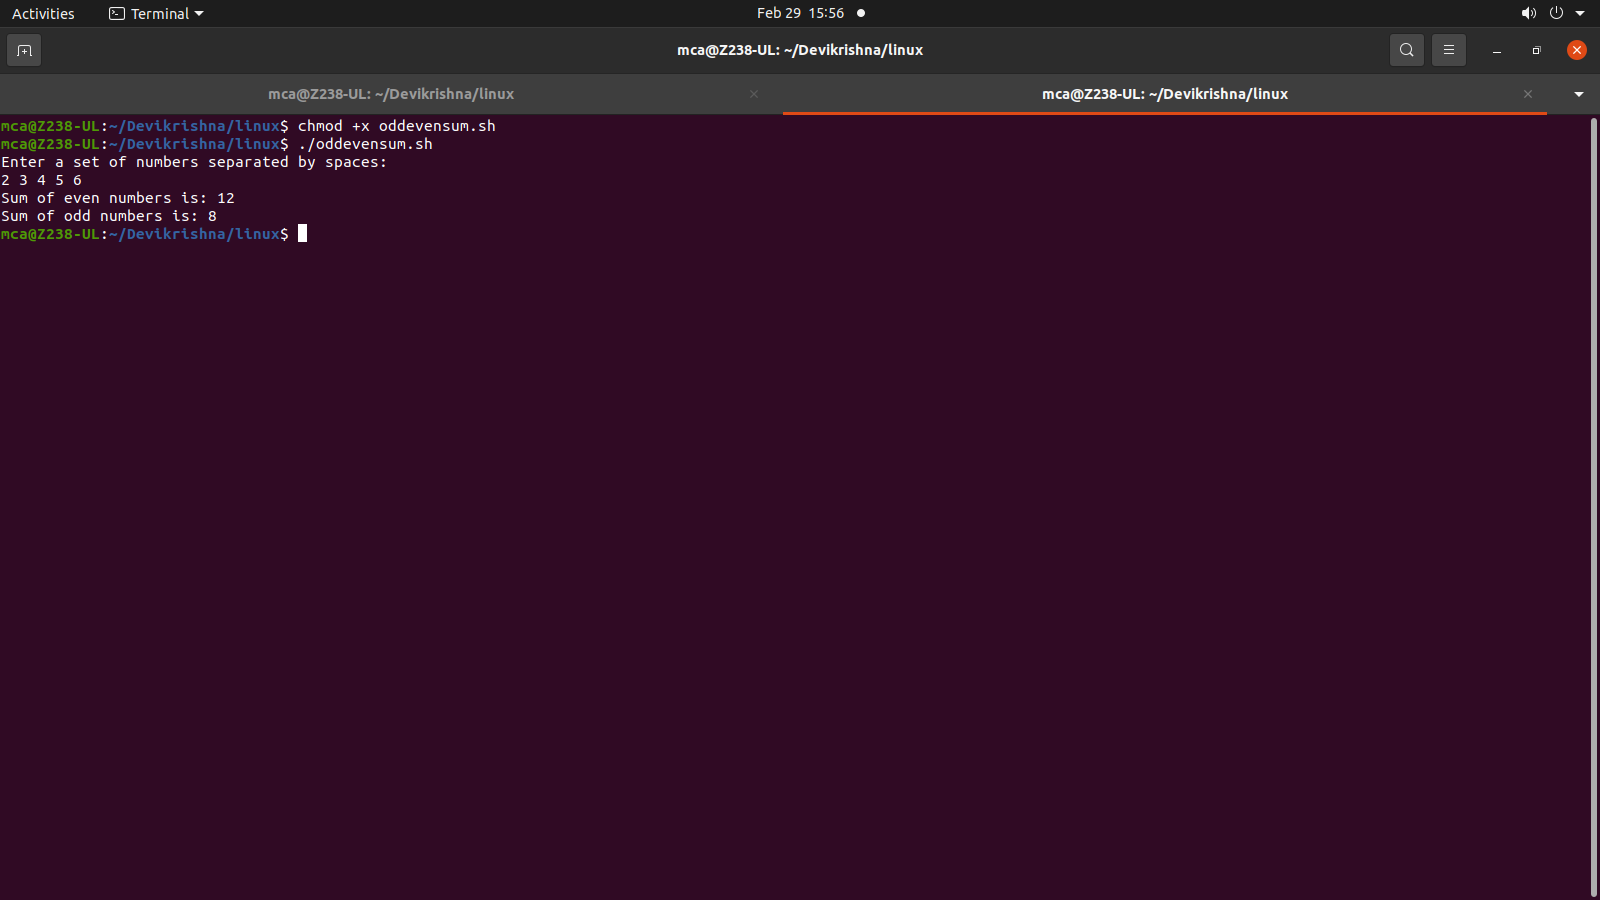 Activities Terminal Feb 29 15:56
mca@Z238-UL: ~/Devikrishna/linux
mca@Z238-UL: ~/Devikrishna/linux mca@Z238-UL: ~/Devikrishna/linux
mca@Z238-UL:~/Devikrishna/linux$ chmod +x oddevensum.sh
mca@Z238-UL:~/Devikrishna/linux$ ./oddevensum.sh
Enter a set of numbers separated by spaces:
2 3 4 5 6
Sum of even numbers is: 12
Sum of odd numbers is: 8
mca@Z238-UL:~/Devikrishna/linux$